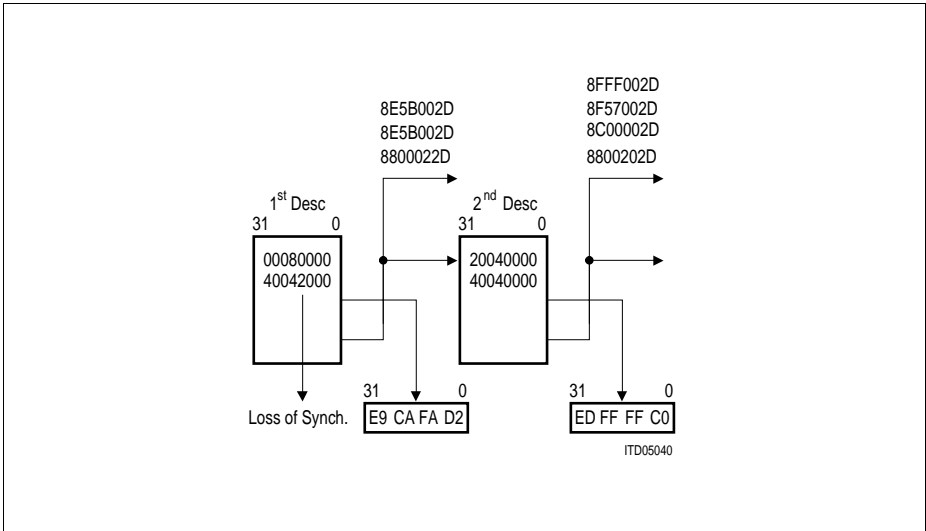 8FFF002D
8E5B002D
8F57002D
8E5B002D
8C00002D
8800022D
8800202D
1st Desc
2nd Desc
31 0
31 0
00080000
20040000
40042000
40040000
31 0
31 0
Loss of Synch.
E9 CA FA D2
ED FF FF C0
ITD05040